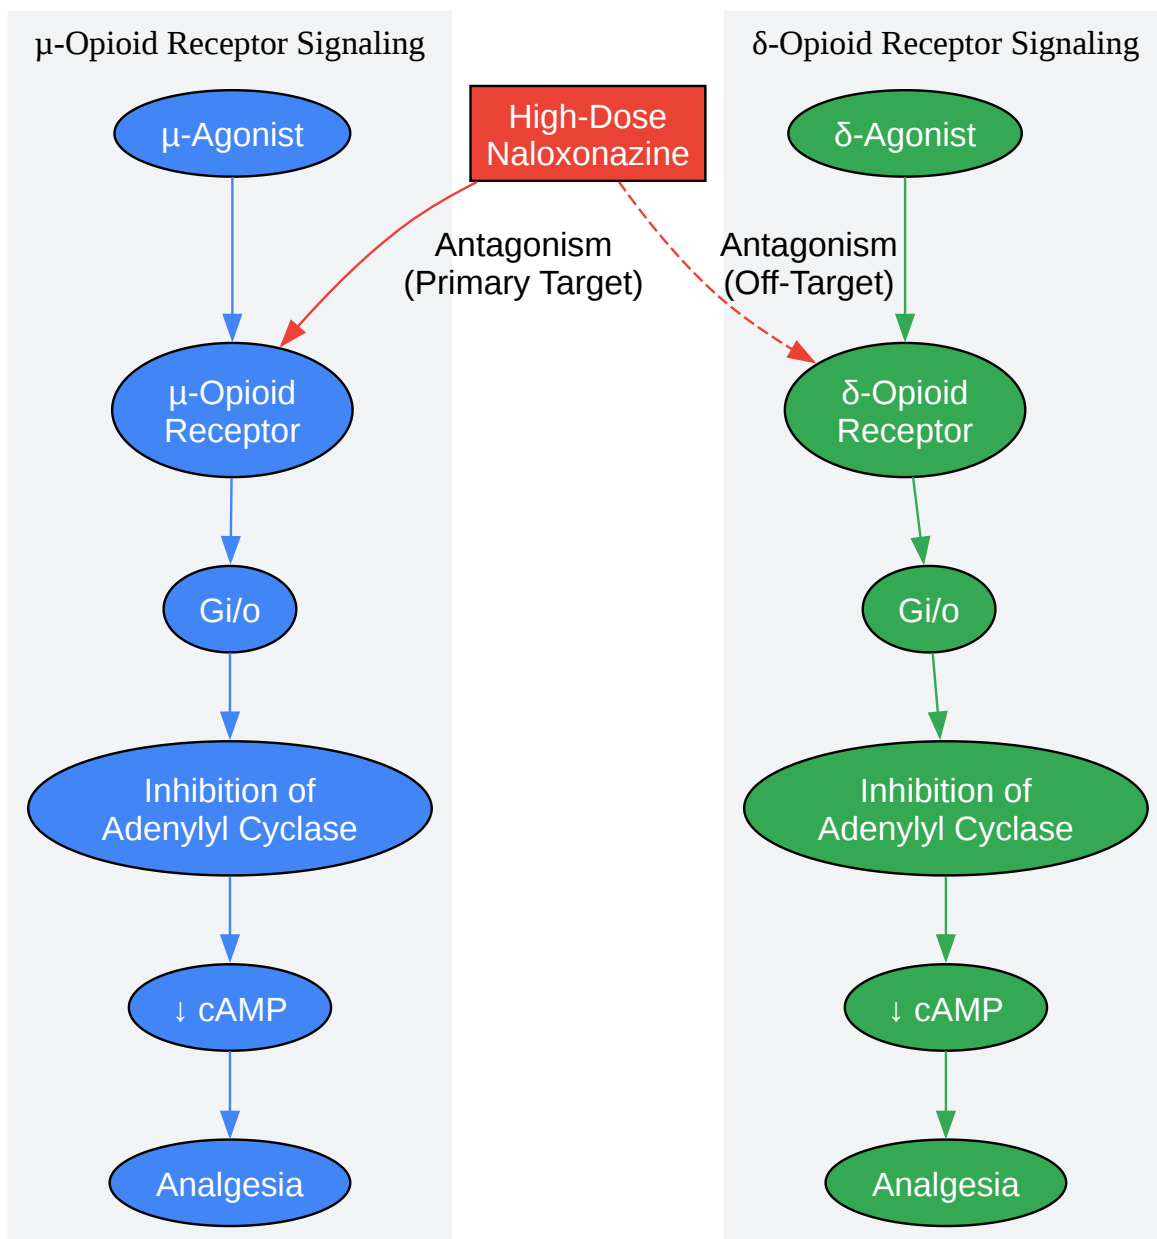 µ-Opioid Receptor Signaling
µ-Agonist
High-Dose
Naloxonazine
Antagonism
(Primary Target)
µ-Opioid
Receptor
Gi/o
Inhibition of
Adenylyl Cyclase
↓ cAMP
Analgesia
δ-Opioid Receptor Signaling
δ-Agonist
Antagonism
(Off-Target)
δ-Opioid
Receptor
Gi/o
Inhibition of
Adenylyl Cyclase
↓ cAMP
Analgesia